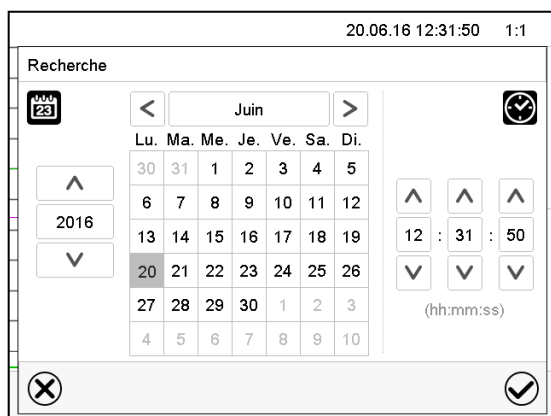 20.06.16 12:31:50 1:1
Recherche
23
< Juin >
Lu. Ma. Me. Je. Ve. Sa. Di.
30 31 1 2 3 4 5
6 7 8 9 10 11 12
2016
13 14 15 16 17 18 19
12 : 31 : 50
20 21 22 23 24 25 26
27 28 29 30 1 2 3
(hh:mm:ss)
4 5 6 7 8 9 10